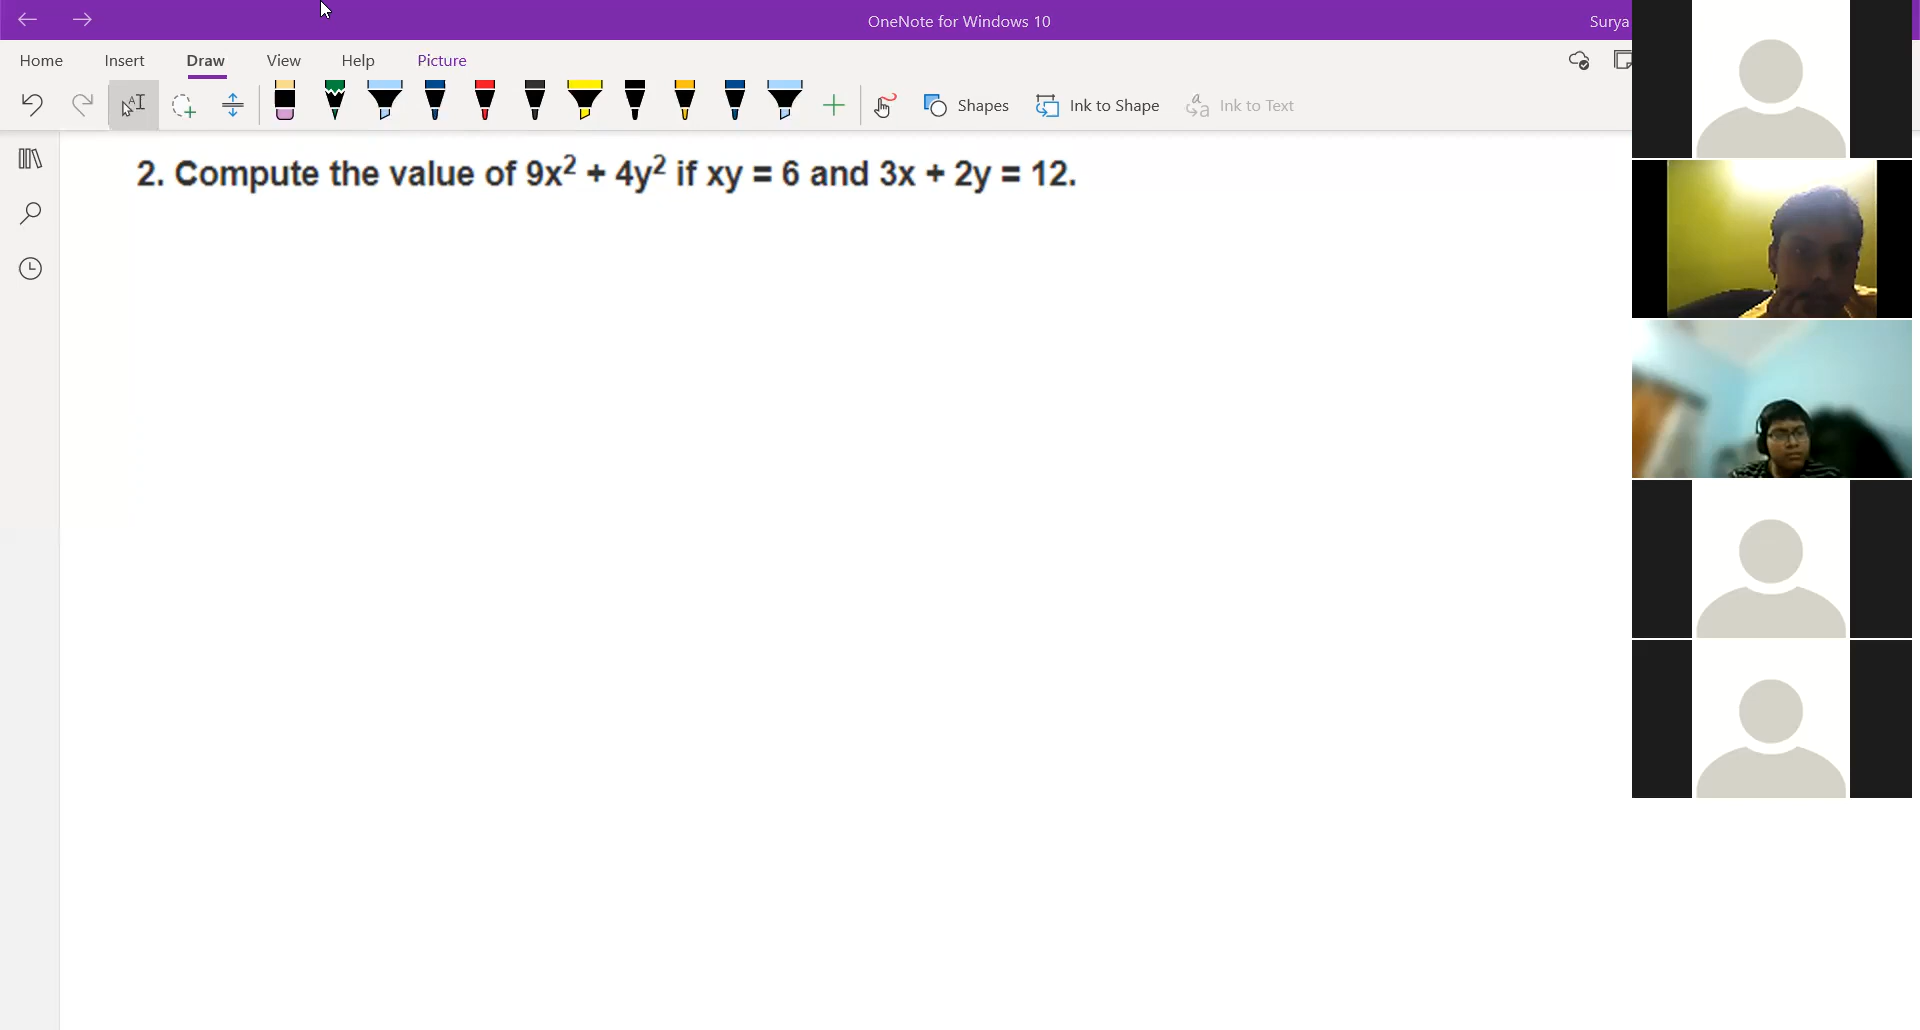 OneNote for Windows 10
Surya
Home Insert Draw View Help Picture
Shapes Ink to Shape Ink to Text
2. Compute the value of 9x² + 4y² if xy = 6 and 3x + 2y = 12.